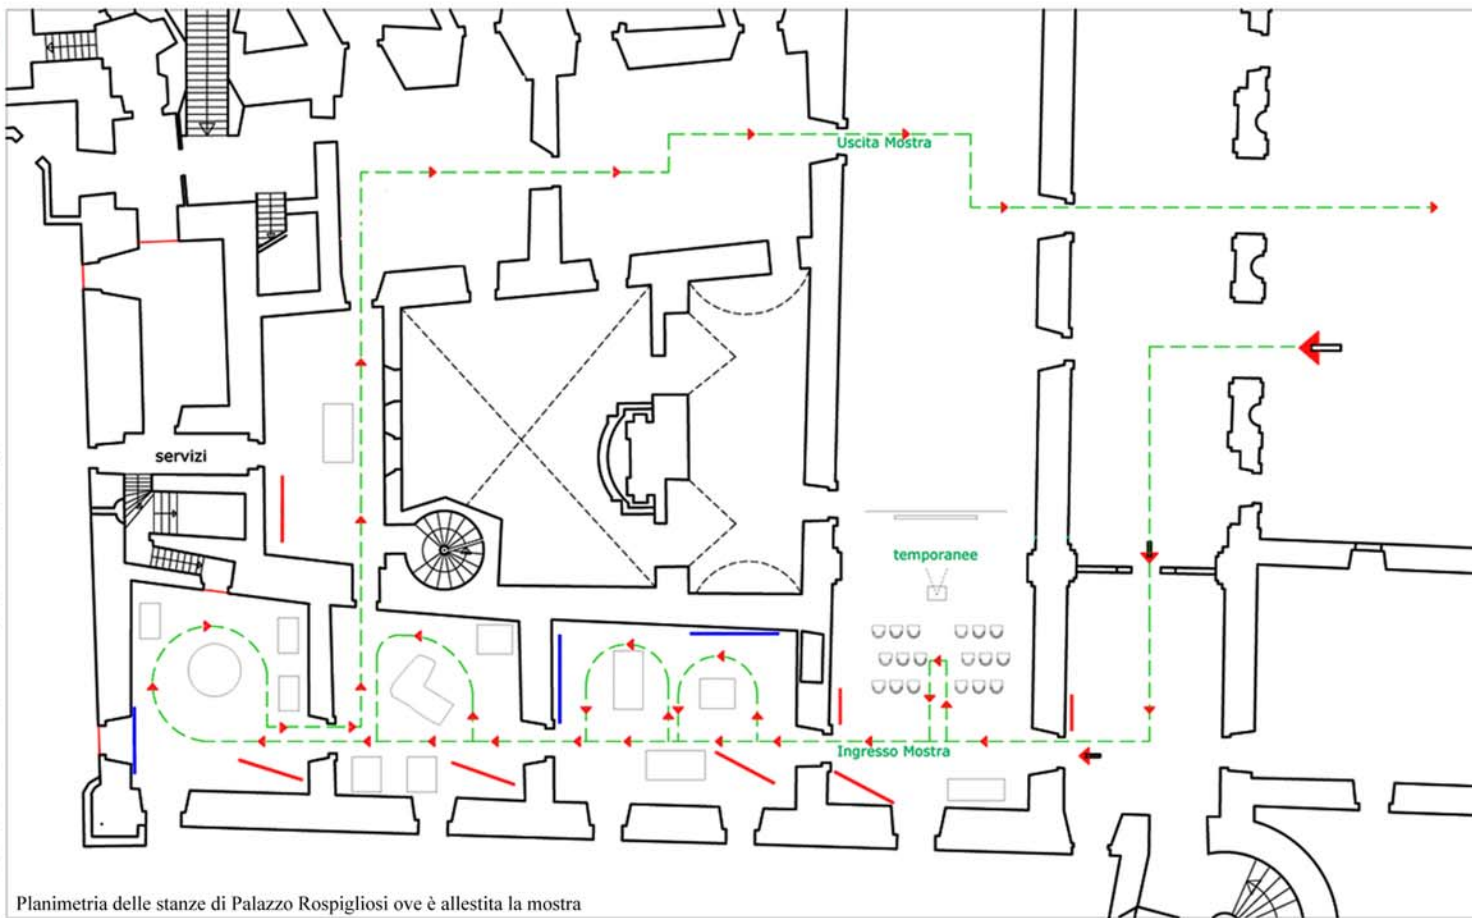 Uscita Mostra
servizi
temporanee
Ingresso Mostra
Planimetria delle stanze di Palazzo Rospigliosi ove è allestita la mostra